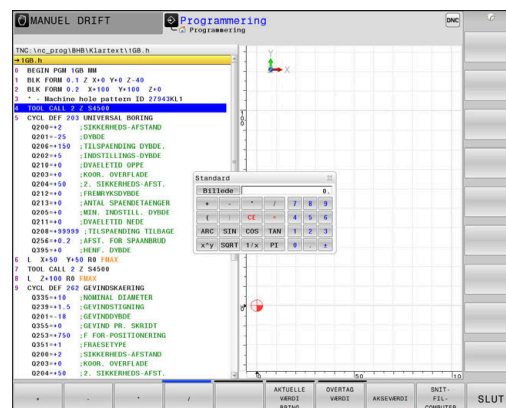 MANUEL DRIFT
Programmering
Programmering
DNC
TNC:\nc_prog\BHB\Klartext\1GB.h
→1GB.h
0 BEGIN PGM 1GB MM
1 BLK FORM 0.1 Z X+0 Y+0 Z-40
2 BLK FORM 0.2 X+100 Y+100 Z+0
3 * - Machine hole pattern ID 27943KL1
4 TOOL CALL 2 Z S4500
5 CYCL DEF 203 UNIVERSAL BORING
Q200=+2 ;SIKKERHEDS-AFSTAND
Q201=-25 ;DYBDE
Q206=+150 ;TILSPAENDING DYBDE.
Q202=+5 ;INDSTILLINGS-DYBDE
Q210=+0 ;DVAELETID OPPE
Q203=+0 ;KOOR. OVERFLADE
Q204=+50 ;2. SIKKERHEDS-AFST.
Q212=+0 ;FREMRYKSDYBDE
Q213=+0 ;ANTAL SPAENDETAENGER
Q205=+0 ;MIN. INDSTILL. DYBDE
Q211=+0 ;DVAELETID NEDE
Q208=+99999 ;TILSPAENDING TILBAGE
Q256=+0.2 ;AFST. FOR SPAANBRUD
Q395=+0 ;HENF. DYBDE
6 L X+50 Y+50 R0 FMAX
7 TOOL CALL 2 Z S4500
8 L Z+100 R0 FMAX
9 CYCL DEF 262 GEVINDSKAERING
Q335=+10 ;NOMINAL DIAMETER
Q239=+1.5 ;GEVINDSTIGNING
Q201=-18 ;GEVINDDYBDE
Q355=+0 ;GEVIND PR. SKRIDT
Q253=+750 ;F FOR-POSITIONERING
Q351=+1 ;FRAESETYPE
Q200=+2 ;SIKKERHEDS-AFSTAND
Q203=+0 ;KOOR. OVERFLADE
Q204=+50 ;2. SIKKERHEDS-AFST.
Y
X
100
0
0
50
100
Standard
Billede 0.
+ - * / 7 8 9
( ) CE = 4 5 6
ARC SIN COS TAN 1 2 3
x^y SQRT 1/x PI 0 . ±
+
-
*
/
AKTUELLE VÆRDI BRING
OVERTAG VÆRDI
AKSEVÆRDI
SNIT-FIL-COMPUTER
SLUT